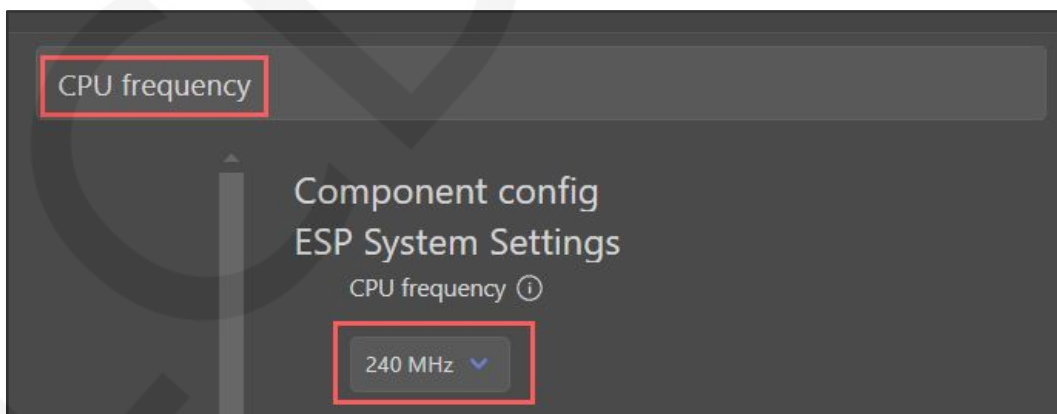 CPU frequency
Component config
ESP System Settings
CPU frequency
240 MHz